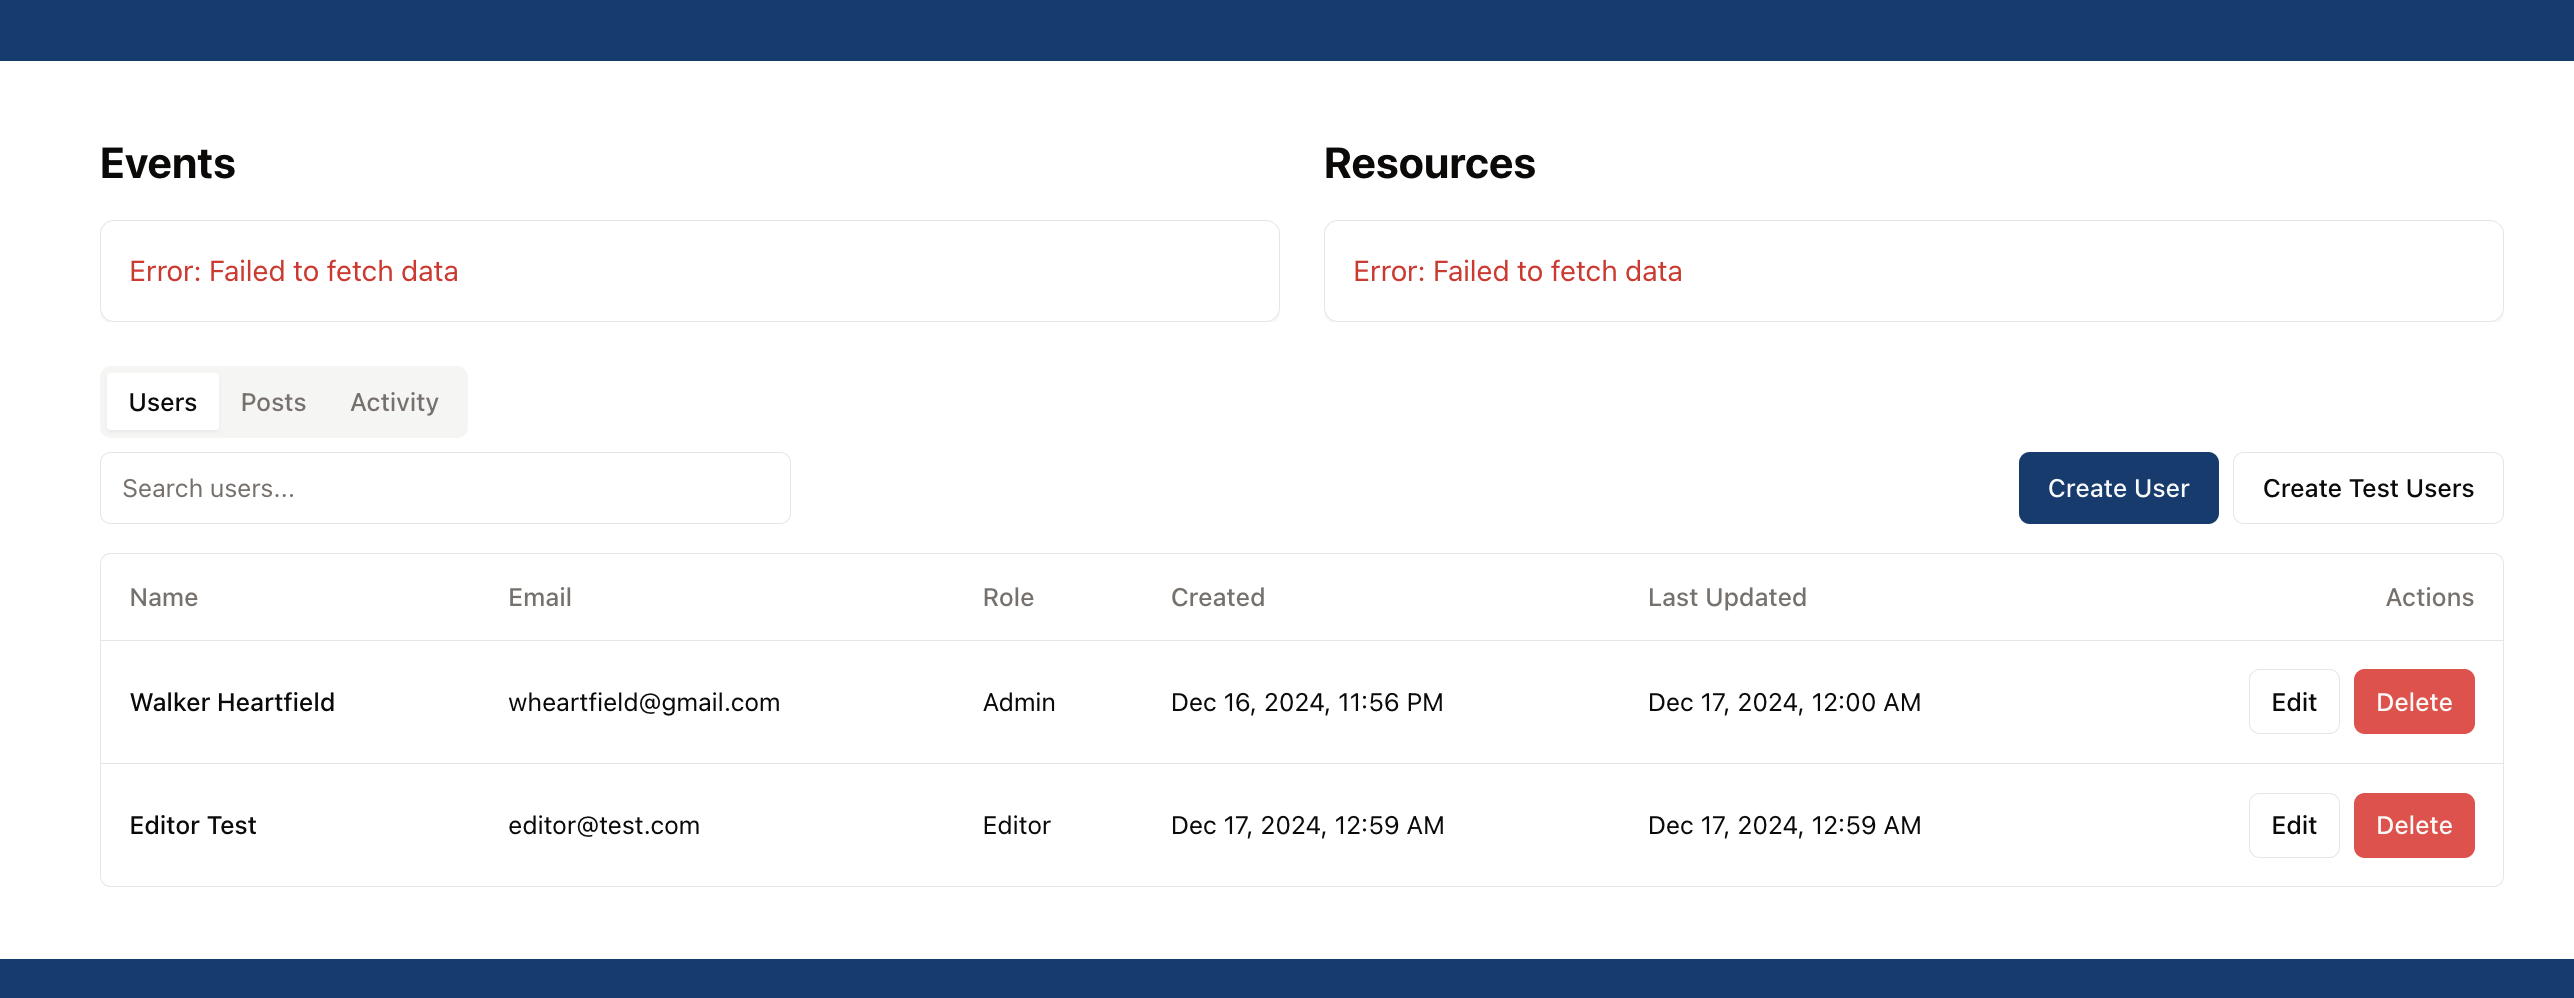 Events
Resources
Error: Failed to fetch data
Error: Failed to fetch data
Users Posts Activity
Search users...
Create User
Create Test Users
Name Email Role Created Last Updated Actions
Walker Heartfield wheartfield@gmail.com Admin Dec 16, 2024, 11:56 PM Dec 17, 2024, 12:00 AM Edit Delete
Editor Test editor@test.com Editor Dec 17, 2024, 12:59 AM Dec 17, 2024, 12:59 AM Edit Delete